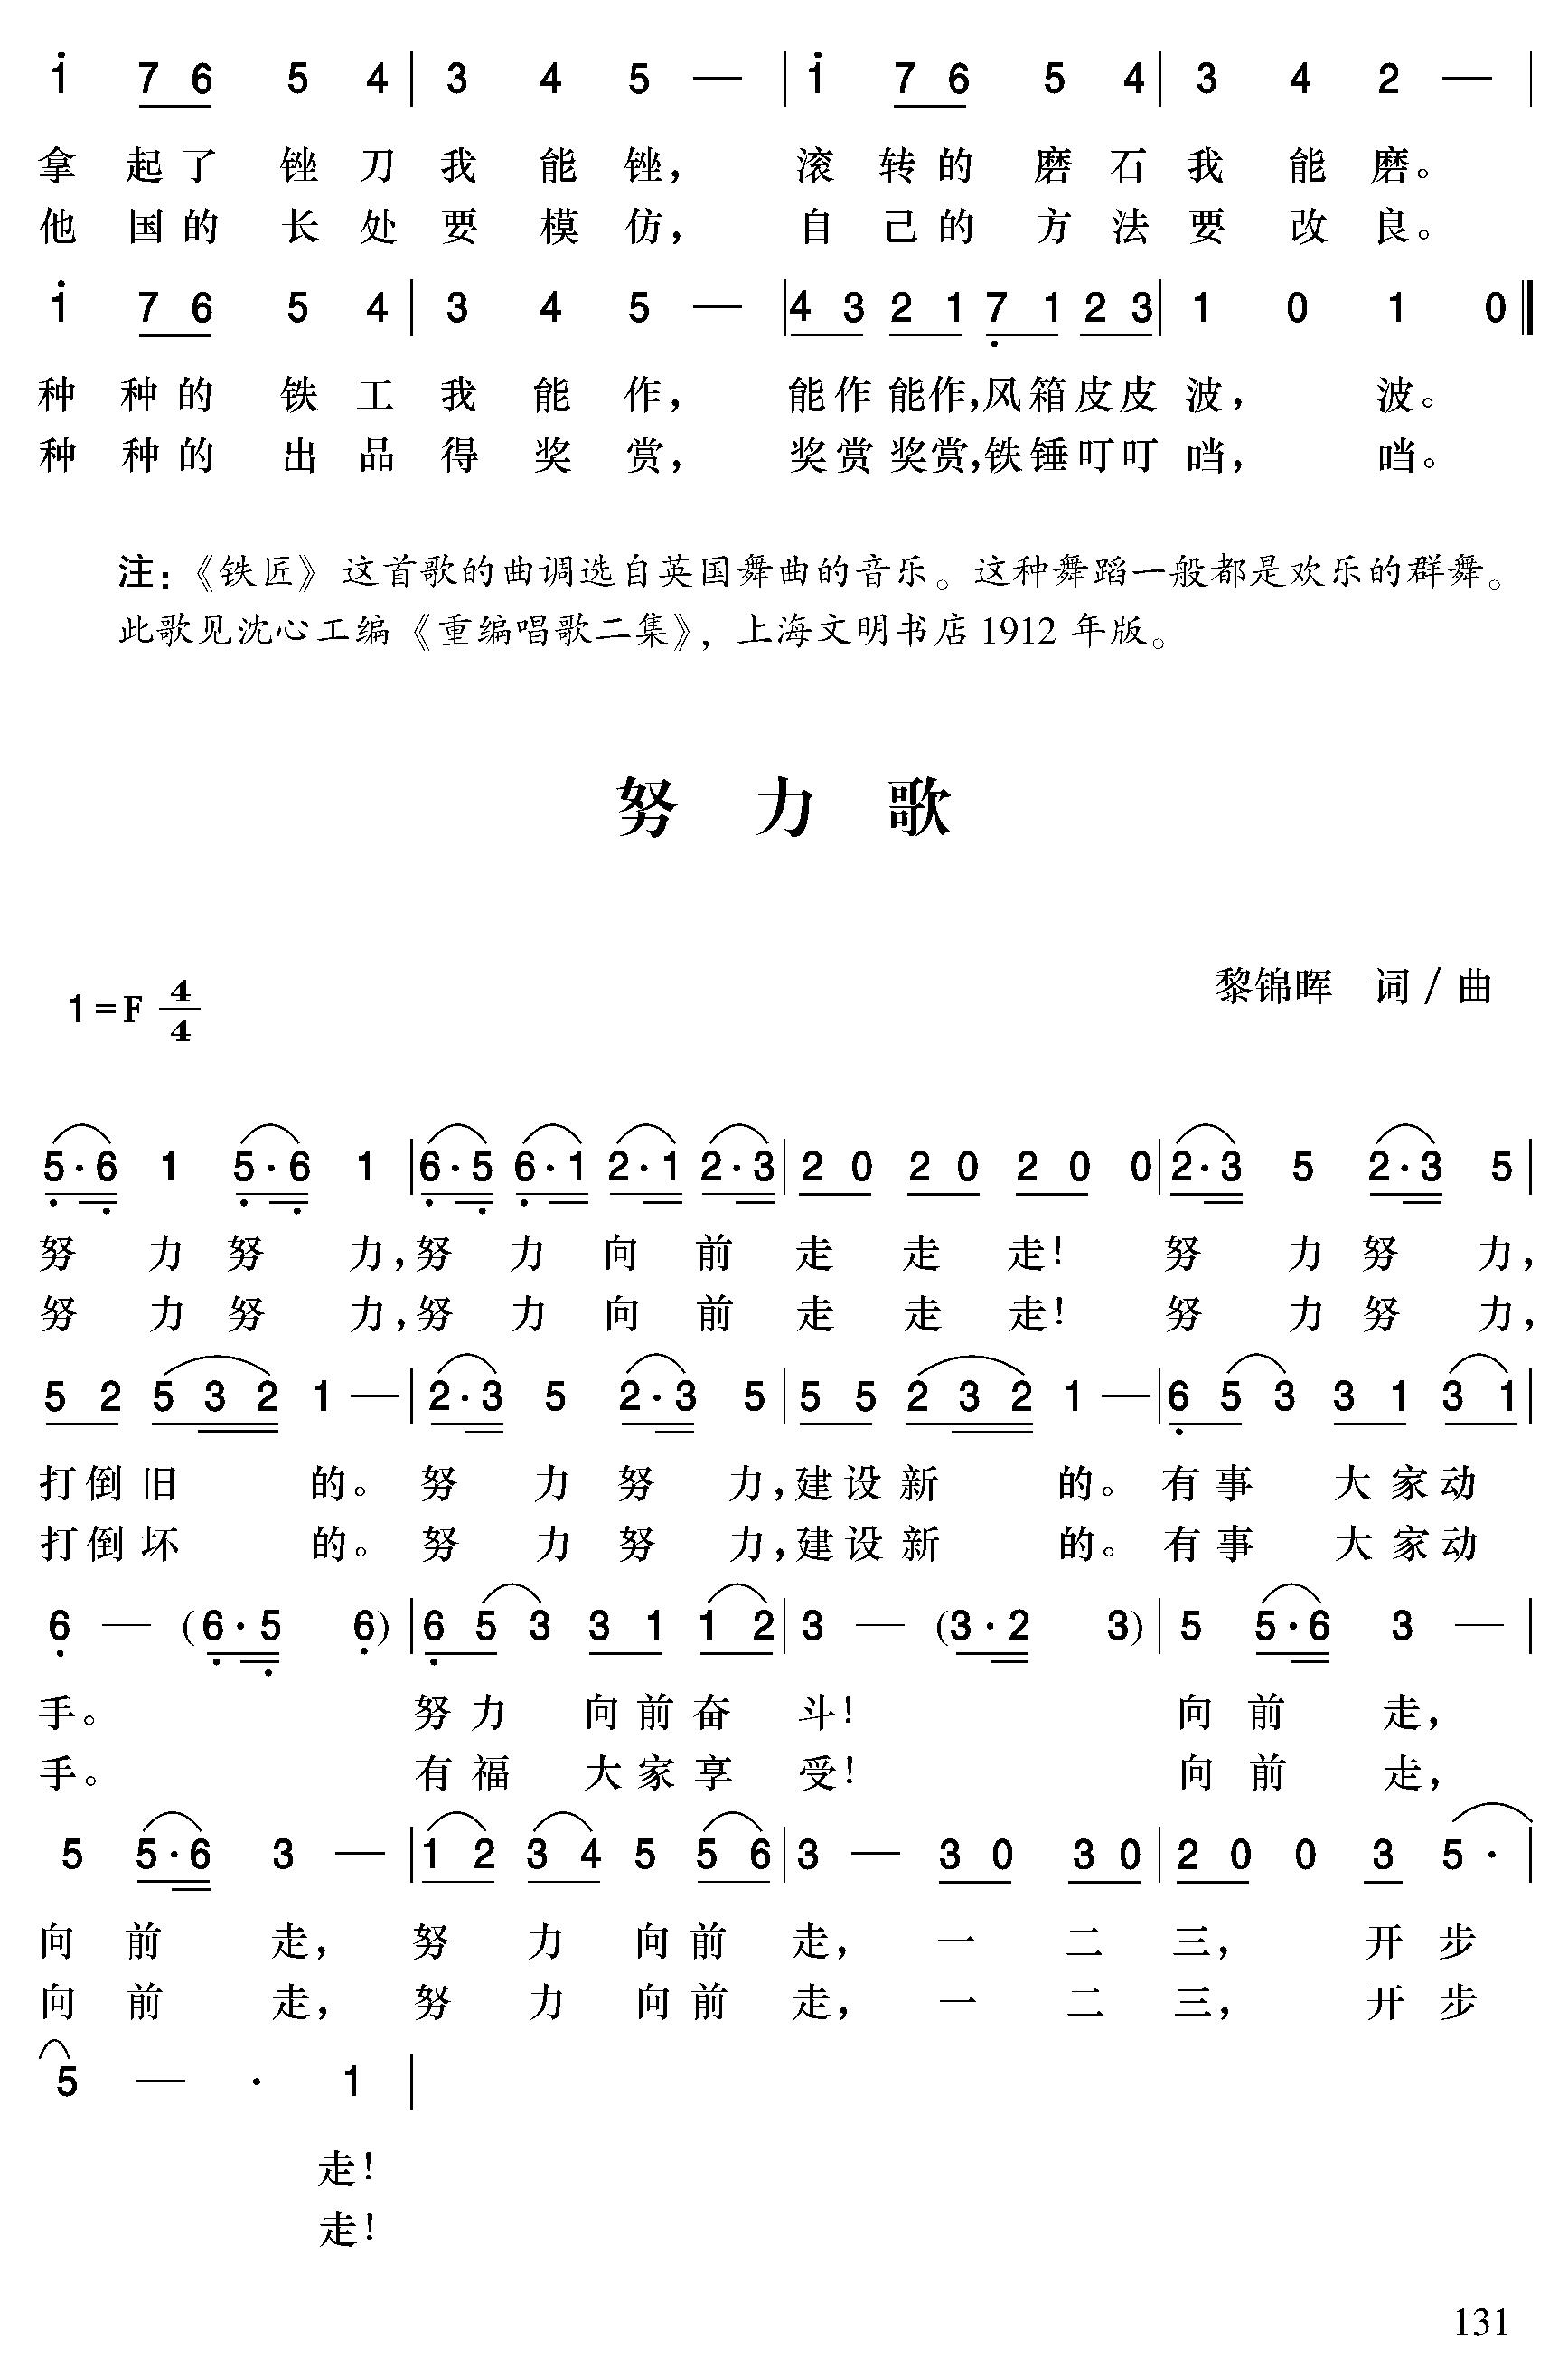 1 7 6 5 4 | 3 4 5 — | 1 7 6 5 4 | 3 4 2 — |
拿 起了 锉 刀 我 能 锉， 滚 转的 磨 石 我 能 磨。
他 国的 长 处 要 模 仿， 自 己的 方 法 要 改 良。
1 7 6 5 4 | 3 4 5 — | 4 3 2 1 7 1 2 3 | 1 0 1 0 ‖
种 种的 铁 工 我 能 作， 能作 能作，风箱皮皮 波， 波。
种 种的 出 品 得 奖 赏， 奖赏 奖赏，铁锤叮叮 当， 当。
注：《铁匠》这首歌的曲调选自英国舞曲的音乐。这种舞蹈一般都是欢乐的群舞。
此歌见沈心工编《重编唱歌二集》，上海文明书店 1912 年版。
努 力 歌
1=F 4/4
黎锦晖 词 / 曲
5·6 1 5·6 1 | 6·5 6·1 2·1 2·3 | 2 0 2 0 2 0 0 | 2·3 5 2·3 5 |
努 力 努 力，努 力 向 前 走 走 走！ 努 力 努 力，
努 力 努 力，努 力 向 前 走 走 走！ 努 力 努 力，
5 2 5 3 2 1 — | 2·3 5 2·3 5 | 5 5 2 3 2 1 — | 6 5 3 3 1 3 1 |
打倒旧 的。 努 力 努 力，建设新 的。 有事 大家动
打倒坏 的。 努 力 努 力，建设新 的。 有事 大家动
6 — (6·5 6) | 6 5 3 3 1 1 2 | 3 — (3·2 3) | 5 5·6 3 — |
手。 努力 向前奋 斗！ 向 前 走，
手。 有福 大家享 受！ 向 前 走，
5 5·6 3 — | 1 2 3 4 5 5 6 | 3 — 3 0 3 0 | 2 0 0 3 5· |
向 前 走， 努 力 向前 走， 一 二 三， 开 步
向 前 走， 努 力 向前 走， 一 二 三， 开 步
5 — · 1 |
走！
走！
131